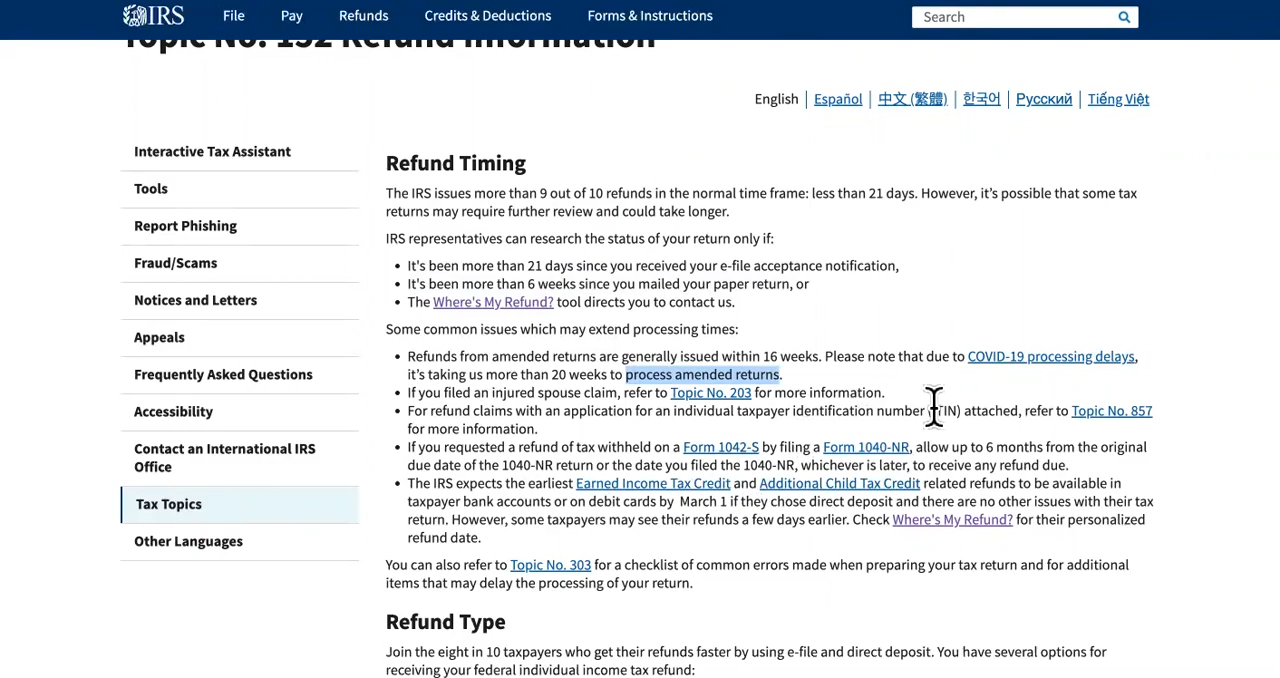 IRS
File
Pay
Refunds
Credits & Deductions
Forms & Instructions
Search
Topic No. 152 Refund Information
English
Español
中文 (繁體)
한국어
Русский
Tiếng Việt
Interactive Tax Assistant
Tools
Report Phishing
Fraud/Scams
Notices and Letters
Appeals
Frequently Asked Questions
Accessibility
Contact an International IRS
Office
Tax Topics
Other Languages
Refund Timing
The IRS issues more than 9 out of 10 refunds in the normal time frame: less than 21 days. However, it's possible that some tax
returns may require further review and could take longer.
IRS representatives can research the status of your return only if:
• It's been more than 21 days since you received your e-file acceptance notification,
• It's been more than 6 weeks since you mailed your paper return, or
• The Where's My Refund? tool directs you to contact us.
Some common issues which may extend processing times:
• Refunds from amended returns are generally issued within 16 weeks. Please note that due to COVID-19 processing delays,
it's taking us more than 20 weeks to process amended returns.
• If you filed an injured spouse claim, refer to Topic No. 203 for more information.
• For refund claims with an application for an individual taxpayer identification number (ITIN) attached, refer to Topic No. 857
for more information.
• If you requested a refund of tax withheld on a Form 1042-S by filing a Form 1040-NR, allow up to 6 months from the original
due date of the 1040-NR return or the date you filed the 1040-NR, whichever is later, to receive any refund due.
• The IRS expects the earliest Earned Income Tax Credit and Additional Child Tax Credit related refunds to be available in
taxpayer bank accounts or on debit cards by March 1 if they chose direct deposit and there are no other issues with their tax
return. However, some taxpayers may see their refunds a few days earlier. Check Where's My Refund? for their personalized
refund date.
You can also refer to Topic No. 303 for a checklist of common errors made when preparing your tax return and for additional
items that may delay the processing of your return.
Refund Type
Join the eight in 10 taxpayers who get their refunds faster by using e-file and direct deposit. You have several options for
receiving your federal individual income tax refund: